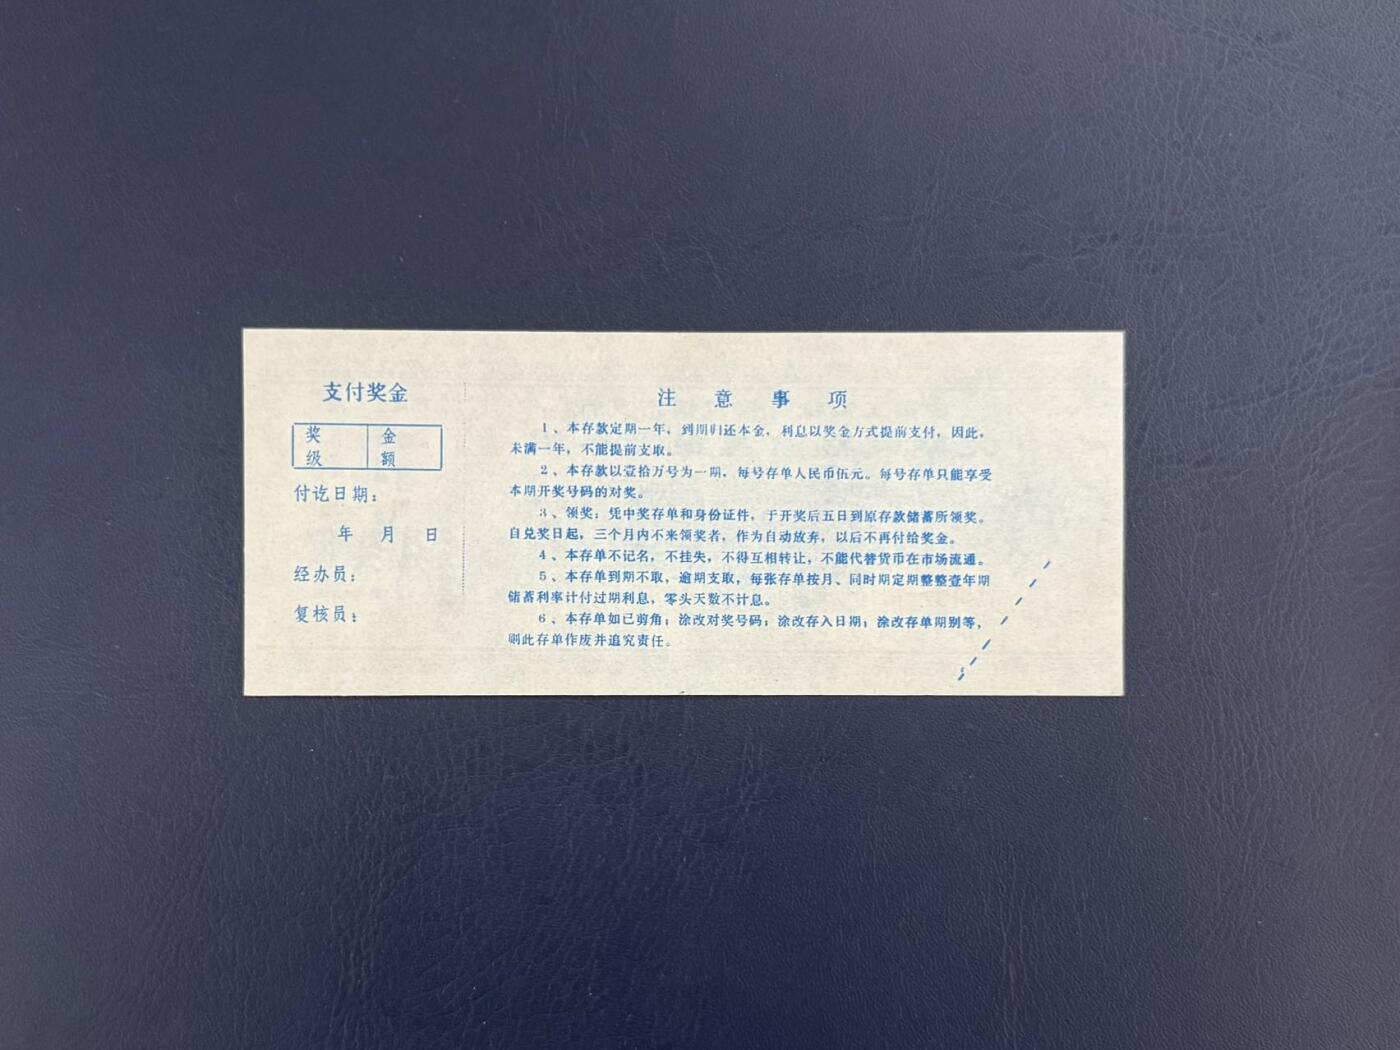 支付奖金
奖 金
级 额
付讫日期：
年 月 日
经办员：
复核员：
注 意 事 项
1、本存款定期一年，到期归还本金，利息以奖金方式提前支付，因此，
未满一年，不能提前支取。
2、本存款以壹拾万号为一期，每号存单人民币伍元。每号存单只能享受
本期开奖号码的对奖。
3、领奖：凭中奖存单和身份证件，于开奖后五日到原存款储蓄所领奖。
自兑奖日起，三个月内不来领奖者，作为自动放弃，以后不再付给奖金。
4、本存单不记名，不挂失，不得互相转让，不能代替货币在市场流通。
5、本存单到期不取，逾期支取，每张存单按月、同时期定期整整壹年期
储蓄利率计付过期利息，零头天数不计息。
6、本存单如已剪角；涂改对奖号码；涂改存入日期；涂改存单期别等，
则此存单作废并追究责任。